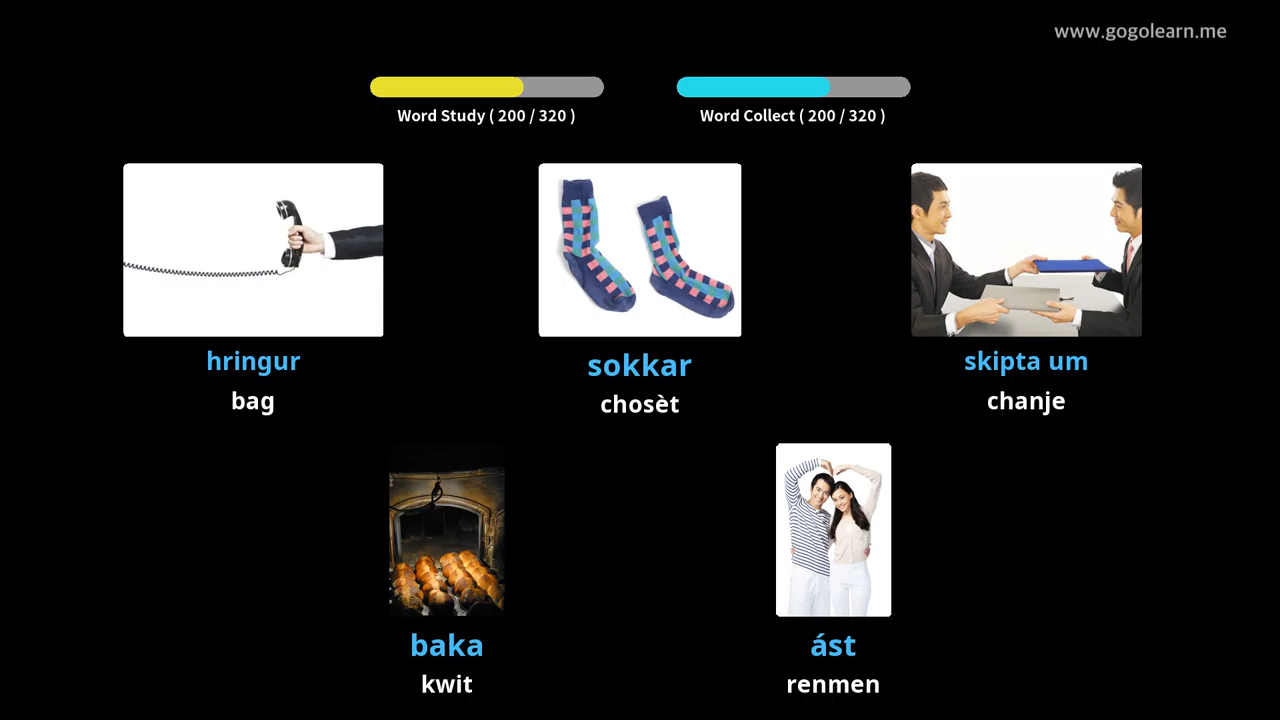 www.gogolearn.me
Word Study ( 200 / 320 )
Word Collect ( 200 / 320 )
hringur
bag
sokkar
chosèt
skipta um
chanje
baka
kwit
ást
renmen